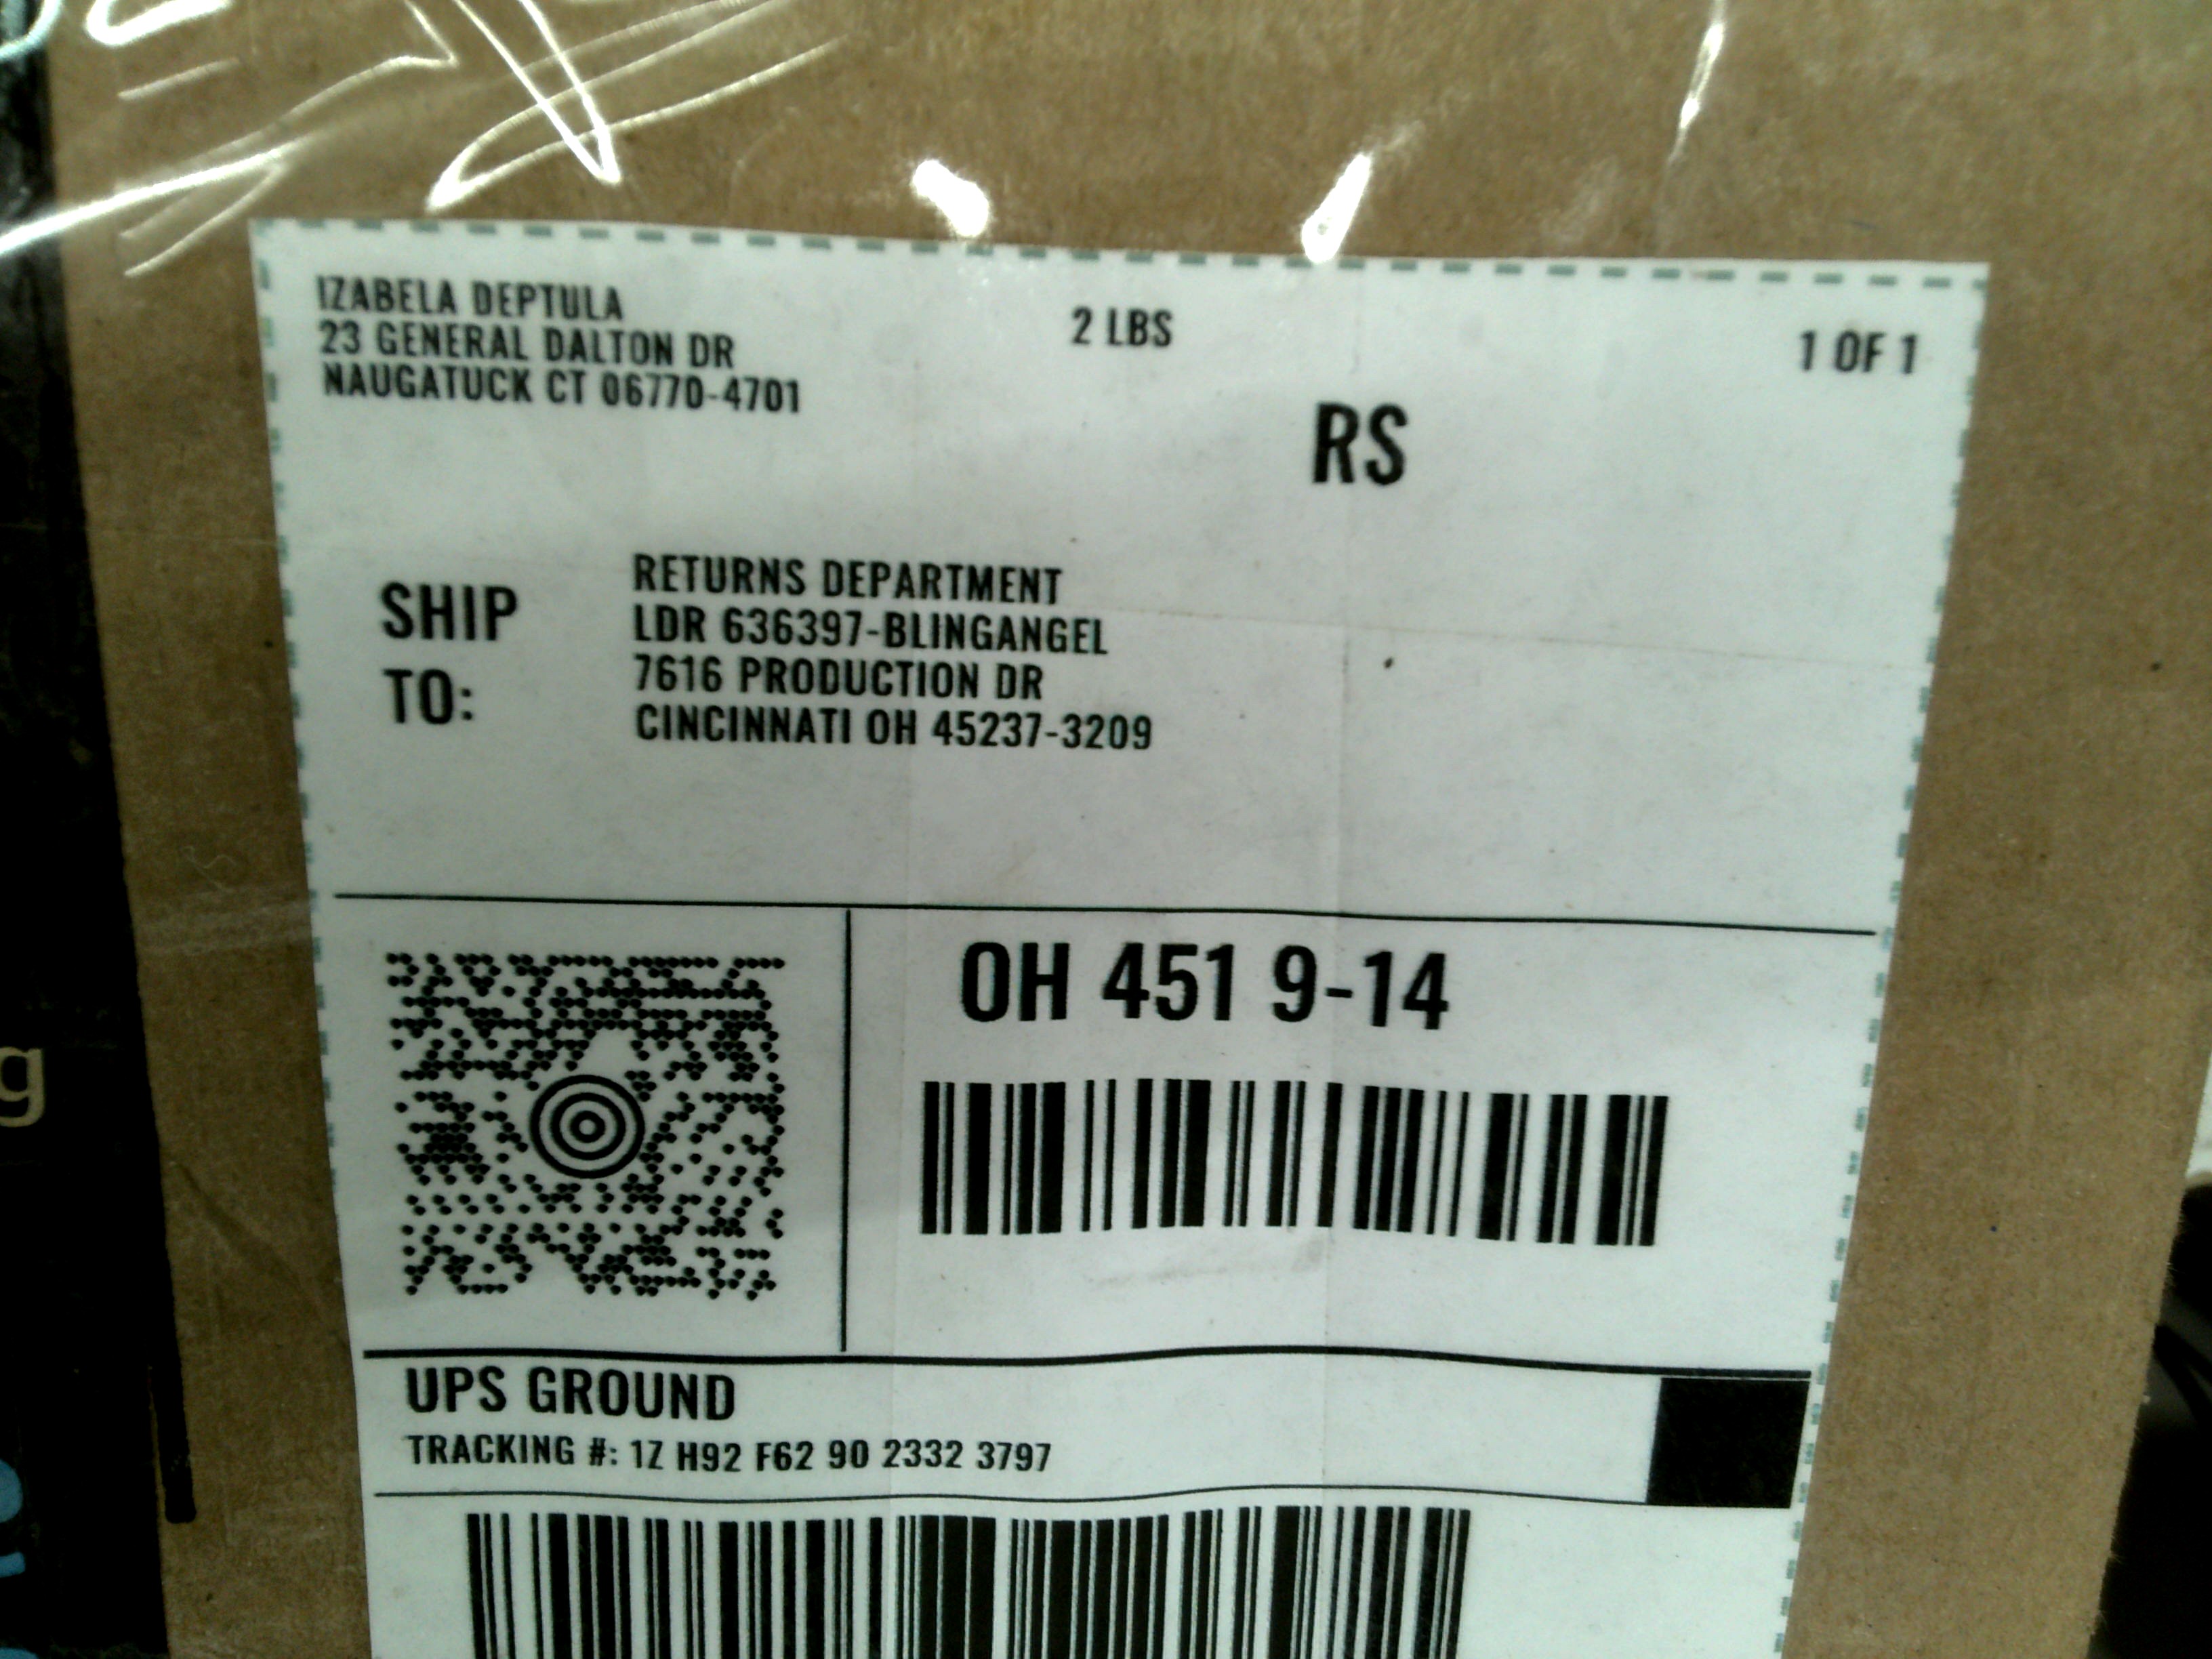 IZABELA DEPTULA
23 GENERAL DALTON DR
NAUGATUCK CT 06770-4701
2 LBS
1 OF 1
RS
SHIP TO:
RETURNS DEPARTMENT
LDR 636397-BLINGANGEL
7616 PRODUCTION DR
CINCINNATI OH 45237-3209
OH 451 9-14
UPS GROUND
TRACKING #: 1Z H92 F62 90 2332 3797
g